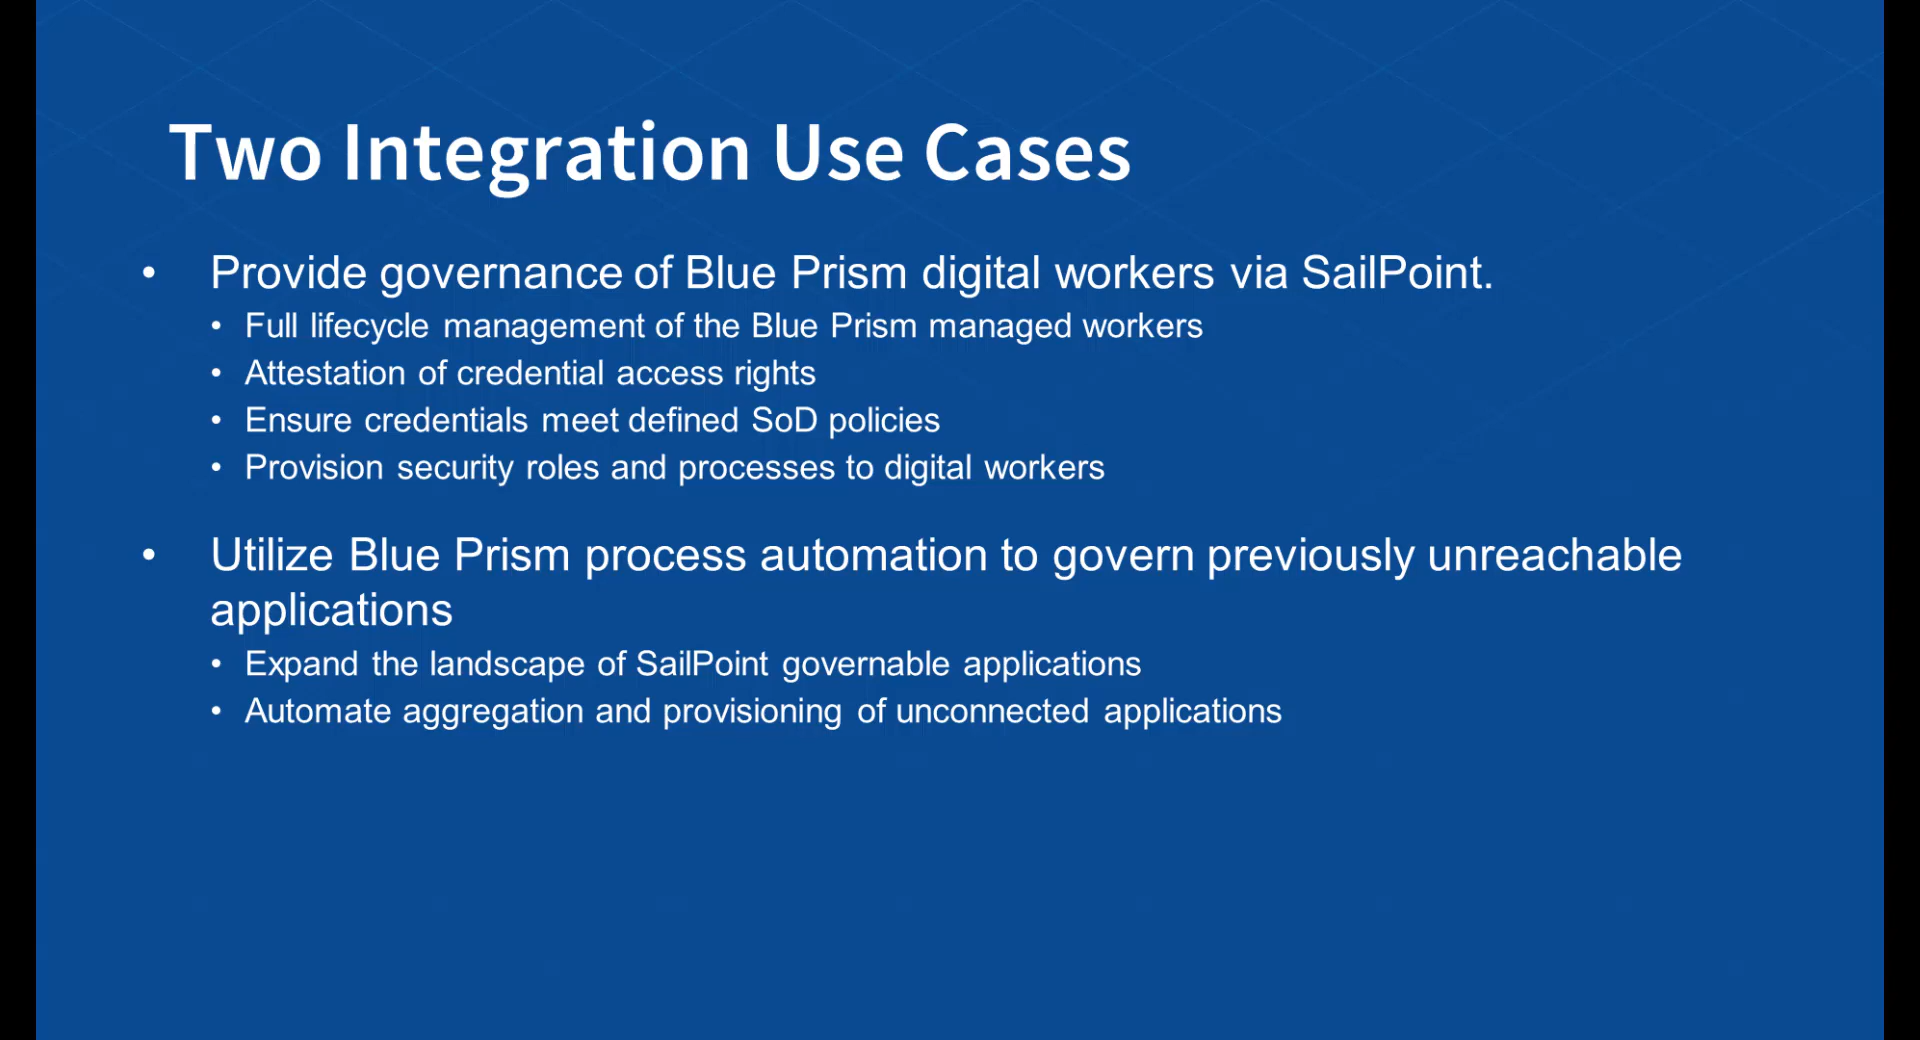 Two Integration Use Cases
• Provide governance of Blue Prism digital workers via SailPoint.
• Full lifecycle management of the Blue Prism managed workers
• Attestation of credential access rights
• Ensure credentials meet defined SoD policies
• Provision security roles and processes to digital workers
• Utilize Blue Prism process automation to govern previously unreachable
applications
• Expand the landscape of SailPoint governable applications
• Automate aggregation and provisioning of unconnected applications